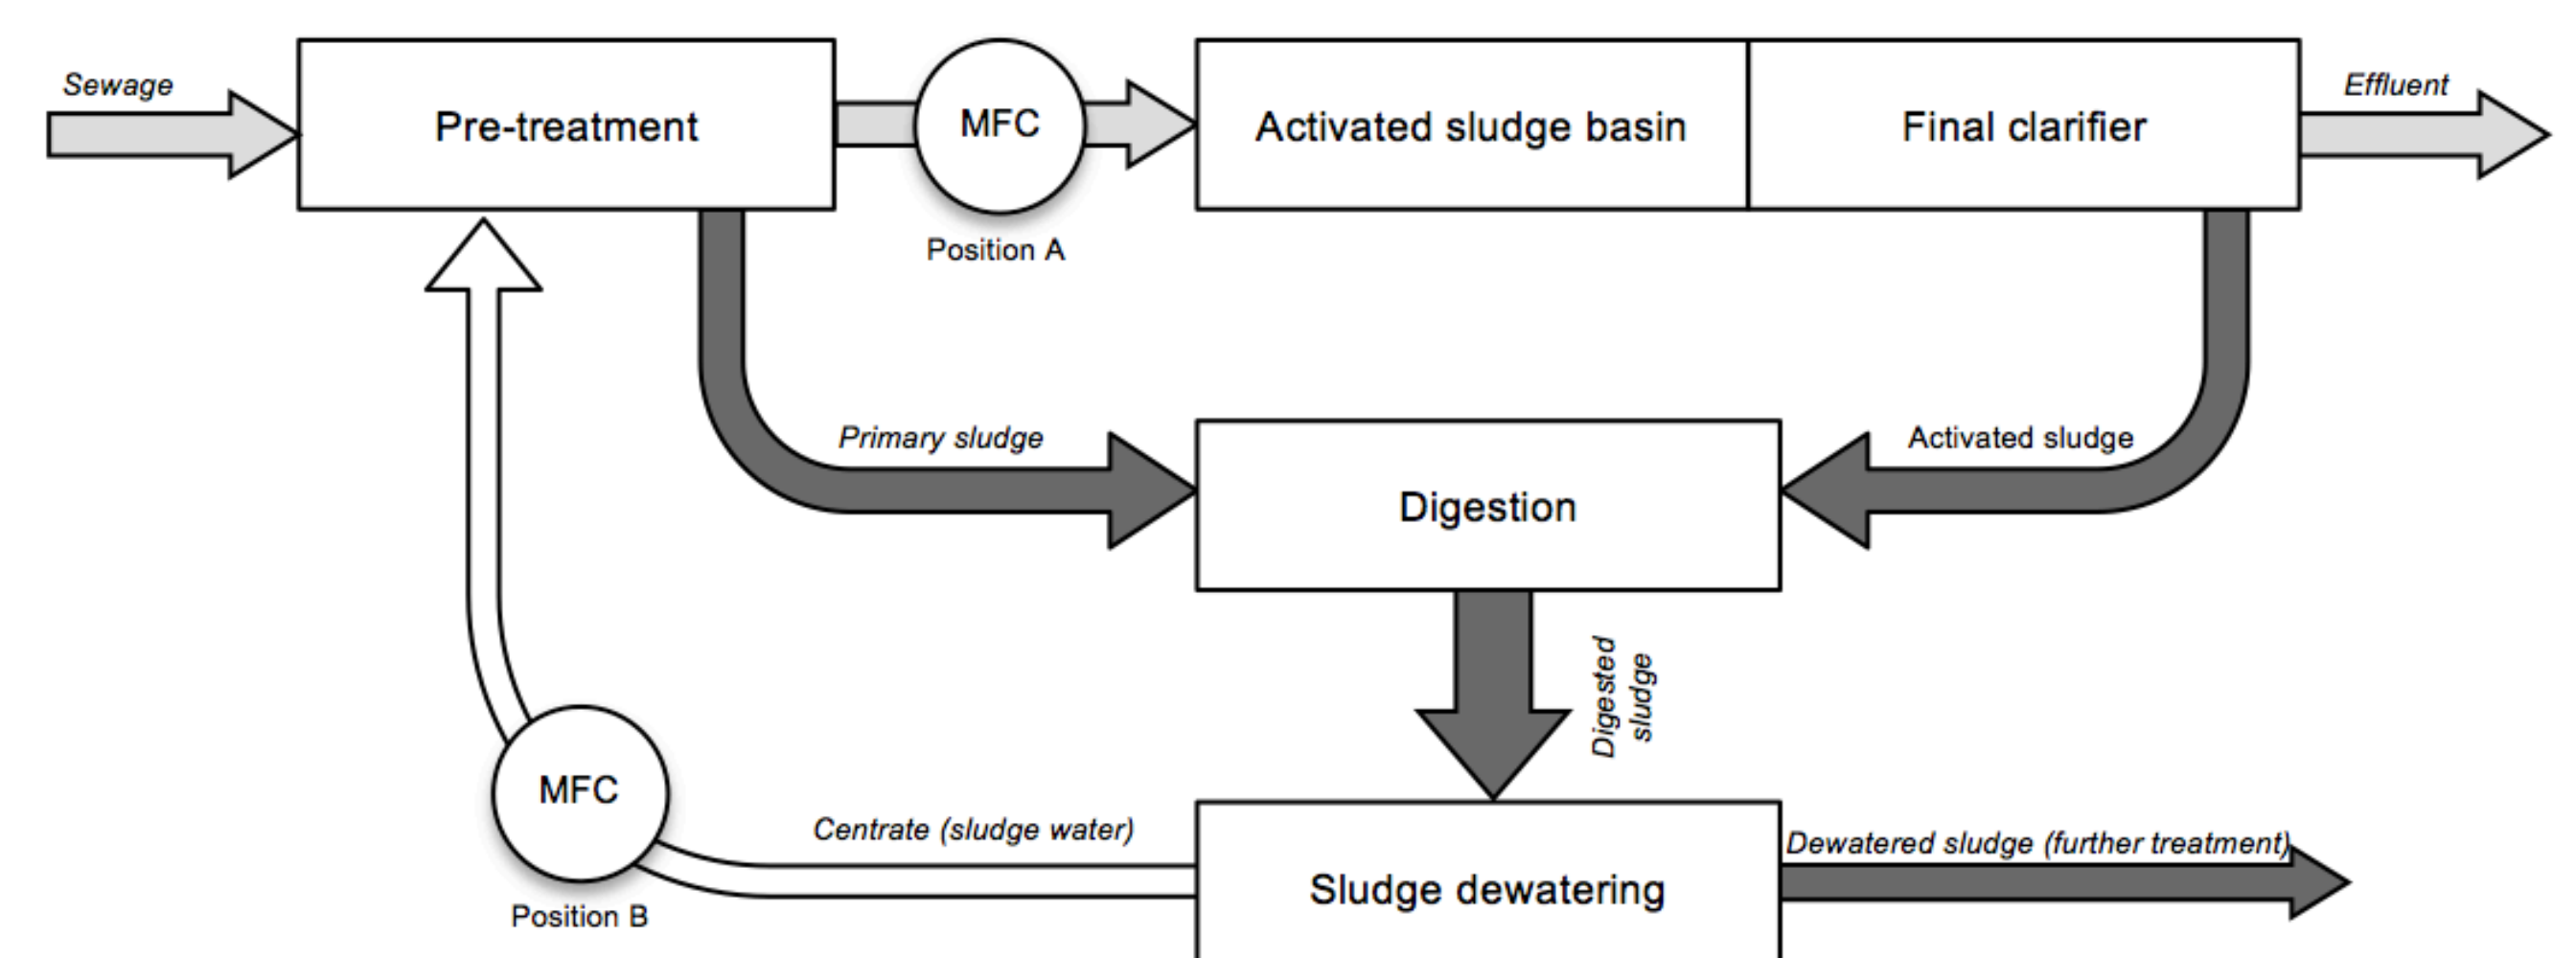 Sewage
Pre-treatment
MFC
Position A
Activated sludge basin
Final clarifier
Effluent
Primary sludge
Activated sludge
Digestion
Digested
sludge
MFC
Position B
Centrate (sludge water)
Sludge dewatering
Dewatered sludge (further treatment)